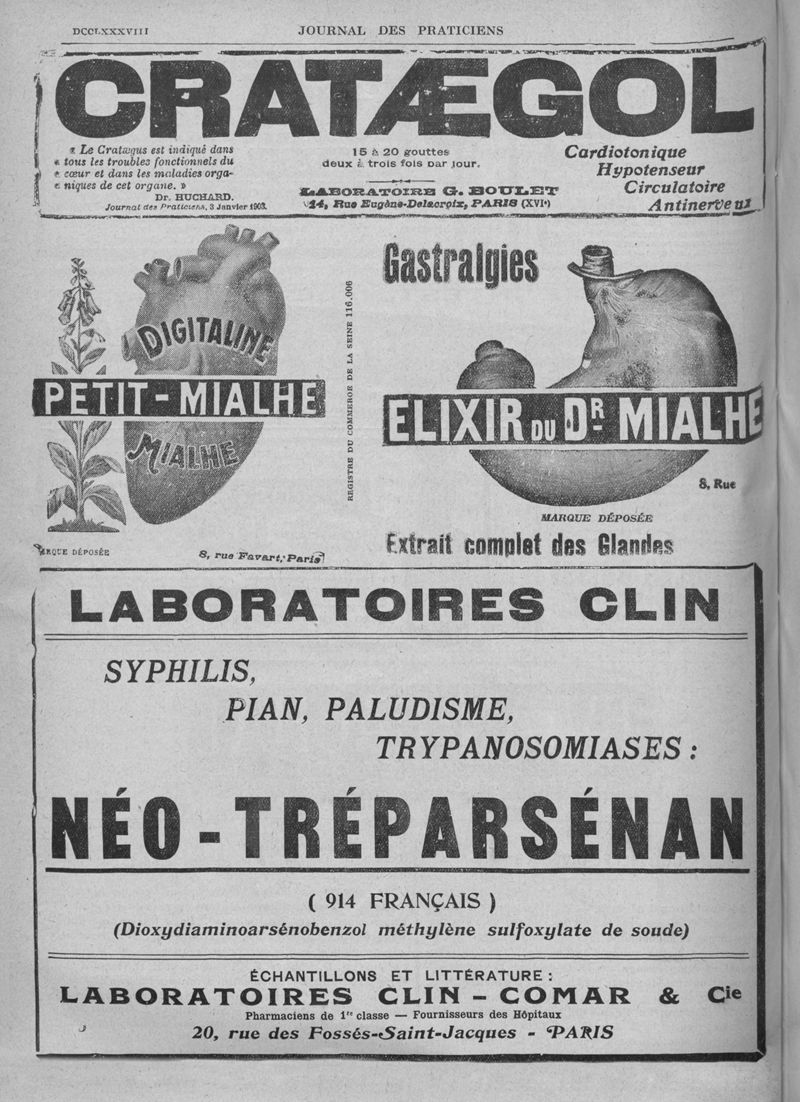 DCCLXXXVIII
JOURNAL DES PRATICIENS
CRATÆGOL
« Le Cratægus est indiqué dans
« tous les troubles fonctionnels du
« cœur et dans les maladies orga-
« niques de cet organe. »
Dr. HUCHARD.
Journal des Praticiens, 3 Janvier 1903.
15 à 20 gouttes
deux à trois fois par jour.
LABORATOIRE G. BOULET
14, Rue Eugène-Delacroix, PARIS (XVIe)
Cardiotonique
Hypotenseur
Circulatoire
Antinerveux
DIGITALINE
PETIT-MIALHE
MIALHE
MARQUE DÉPOSÉE
8, rue Favart, Paris
REGISTRE DU COMMERCE DE LA SEINE 116.006
Gastralgies
ELIXIR DU DR MIALHE
8, Rue
MARQUE DÉPOSÉE
Extrait complet des Glandes
LABORATOIRES CLIN
SYPHILIS,
PIAN, PALUDISME,
TRYPANOSOMIASES :
NÉO-TRÉPARSÉNAN
( 914 FRANÇAIS )
(Dioxydiaminoarsénobenzol méthylène sulfoxylate de soude)
ÉCHANTILLONS ET LITTÉRATURE :
LABORATOIRES CLIN - COMAR & Cie
Pharmaciens de 1re classe — Fournisseurs des Hôpitaux
20, rue des Fossés-Saint-Jacques - PARIS